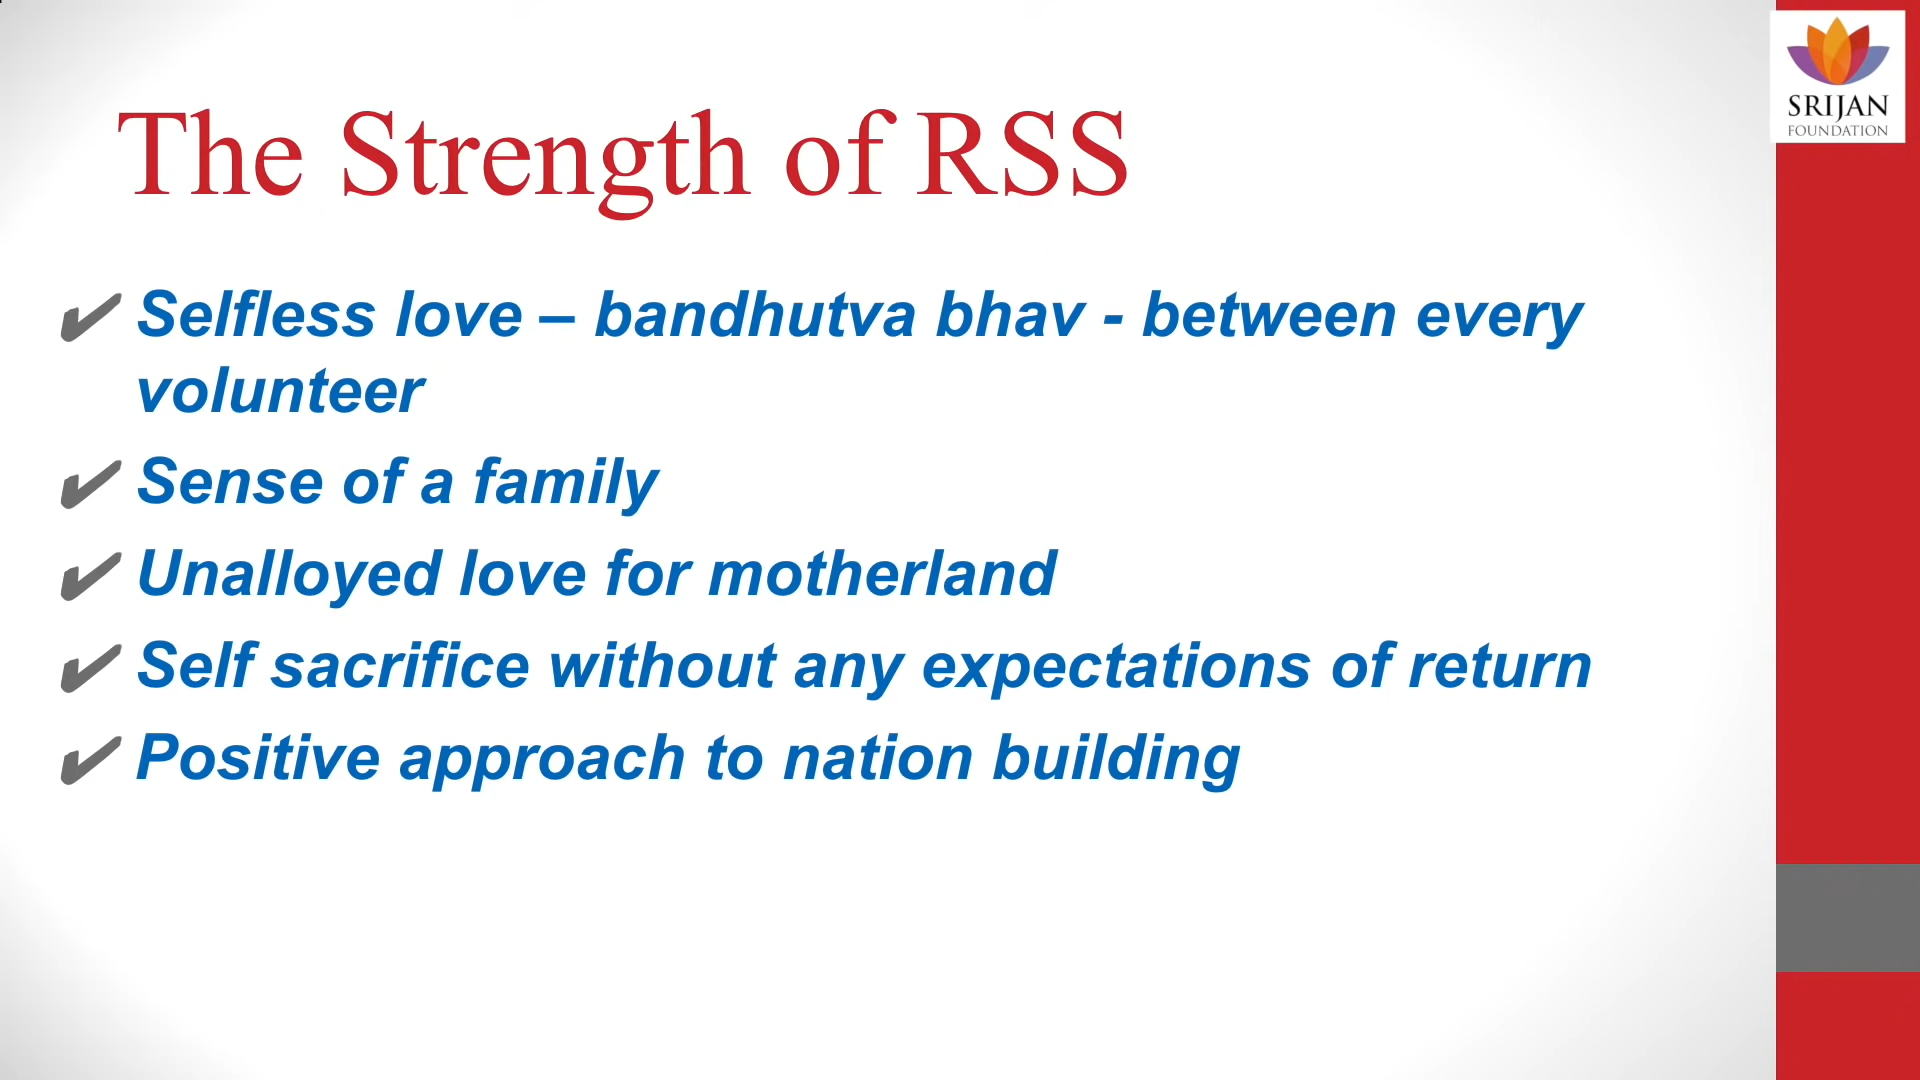 SRIJAN
FOUNDATION
The Strength of RSS
✔ Selfless love – bandhutva bhav - between every
volunteer
✔ Sense of a family
✔ Unalloyed love for motherland
✔ Self sacrifice without any expectations of return
✔ Positive approach to nation building